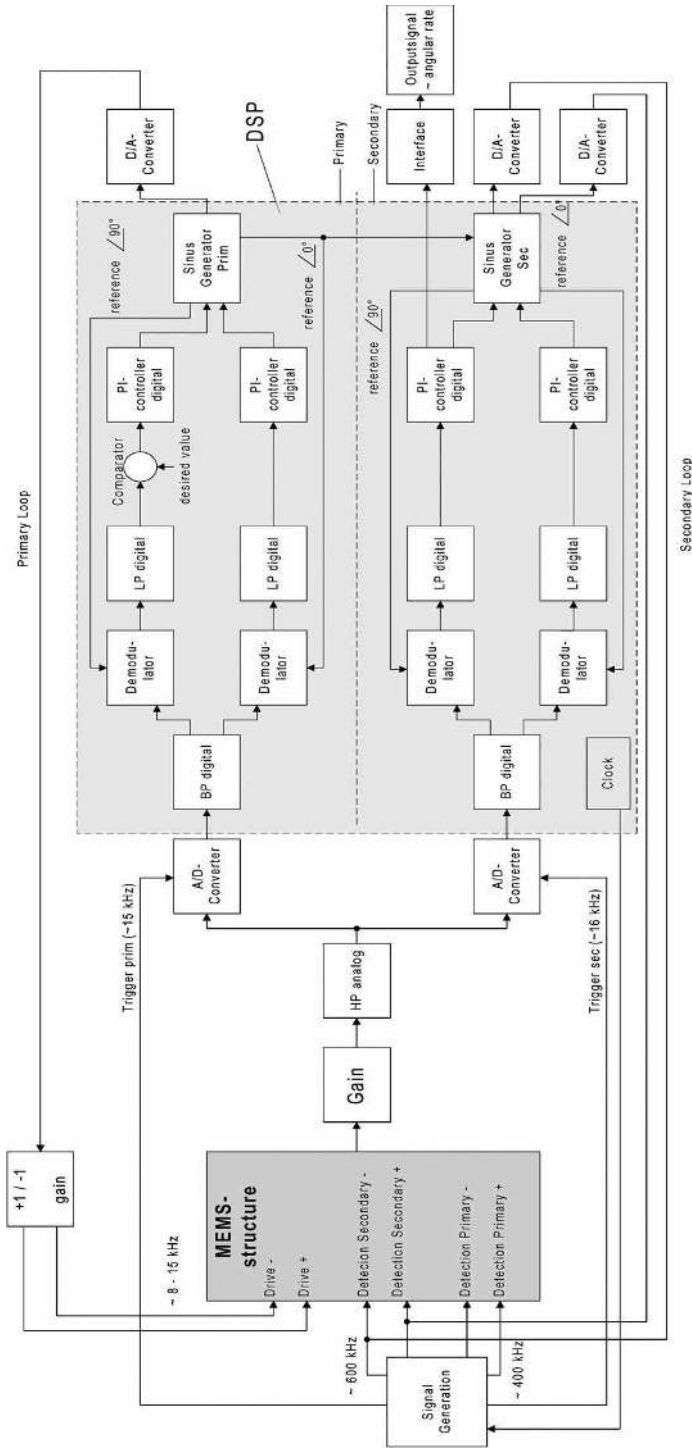 Primary Loop
+1 / -1
gain
~ 8 - 15 kHz
Trigger prim (~15 kHz)
MEMS-
structure
Drive -
Drive +
Detecion Secondary -
Detection Secondary +
Detection Primary -
Detection Primary +
~ 600 kHz
~ 400 kHz
Signal
Generation
Gain
HP analog
Trigger sec (~16 kHz)
A/D-
Converter
A/D-
Converter
BP digital
Demodu-
lator
LP digital
Comparator
desired value
PI-
controller
digital
reference ∠90°
Demodu-
lator
LP digital
PI-
controller
digital
reference ∠0°
Sinus
Generator
Prim
D/A-
Converter
DSP
Primary
Secondary
BP digital
Demodu-
lator
LP digital
PI-
controller
digital
reference ∠90°
Demodu-
lator
LP digital
PI-
controller
digital
reference ∠0°
Sinus
Generator
Sec
Clock
Interface
Outputsignal
~ angular rate
D/A-
Converter
D/A-
Converter
Secondary Loop